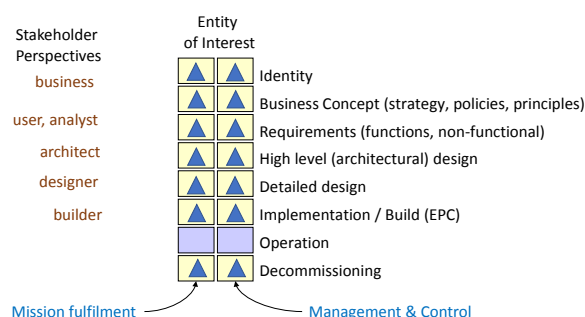 Stakeholder
Perspectives
Entity
of Interest
business
user, analyst
architect
designer
builder
Identity
Business Concept (strategy, policies, principles)
Requirements (functions, non-functional)
High level (architectural) design
Detailed design
Implementation / Build (EPC)
Operation
Decommissioning
Mission fulfilment
Management & Control